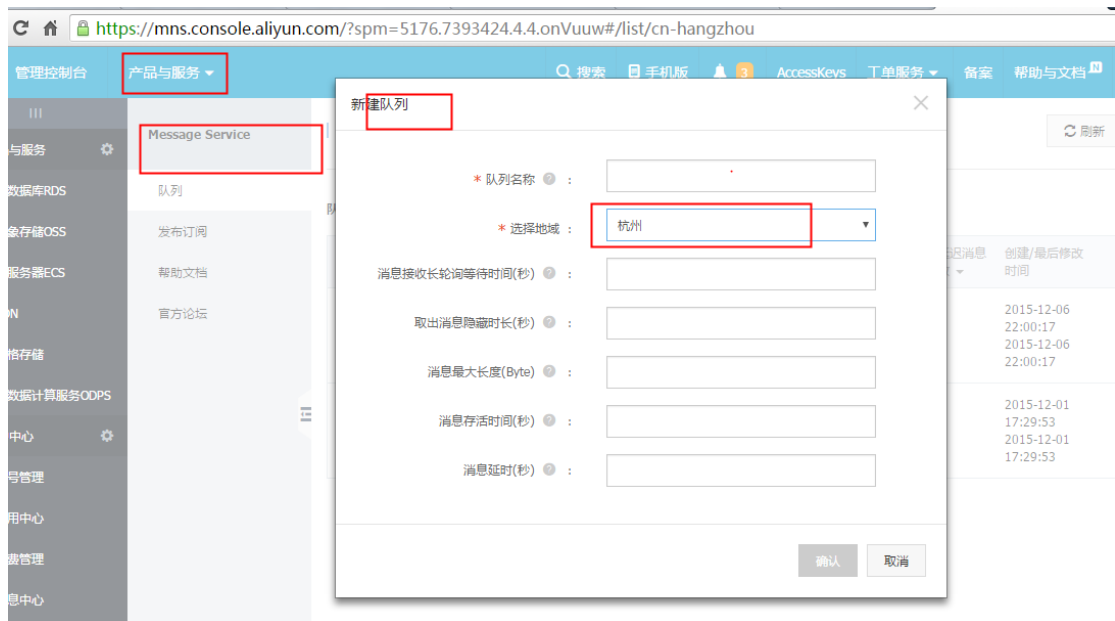 https://mns.console.aliyun.com/?spm=5176.7393424.4.4.onVuuw#/list/cn-hangzhou
管理控制台 产品与服务 搜索 手机版 3 AccessKeys 工单服务 备案 帮助与文档 N
新建队列
Message Service
刷新
与服务
* 队列名称 :
数据库RDS
队列
* 选择地域 : 杭州
象存储OSS
发布订阅
创建/最后修改
时间
消息接收长轮询等待时间(秒) :
服务器ECS
帮助文档
取出消息隐藏时长(秒) :
官方论坛
2015-12-06
22:00:17
2015-12-06
22:00:17
格存储
消息最大长度(Byte) :
数据计算服务ODPS
2015-12-01
17:29:53
2015-12-01
17:29:53
消息存活时间(秒) :
中心
消息延时(秒) :
号管理
用中心
确认 取消
费管理
息中心